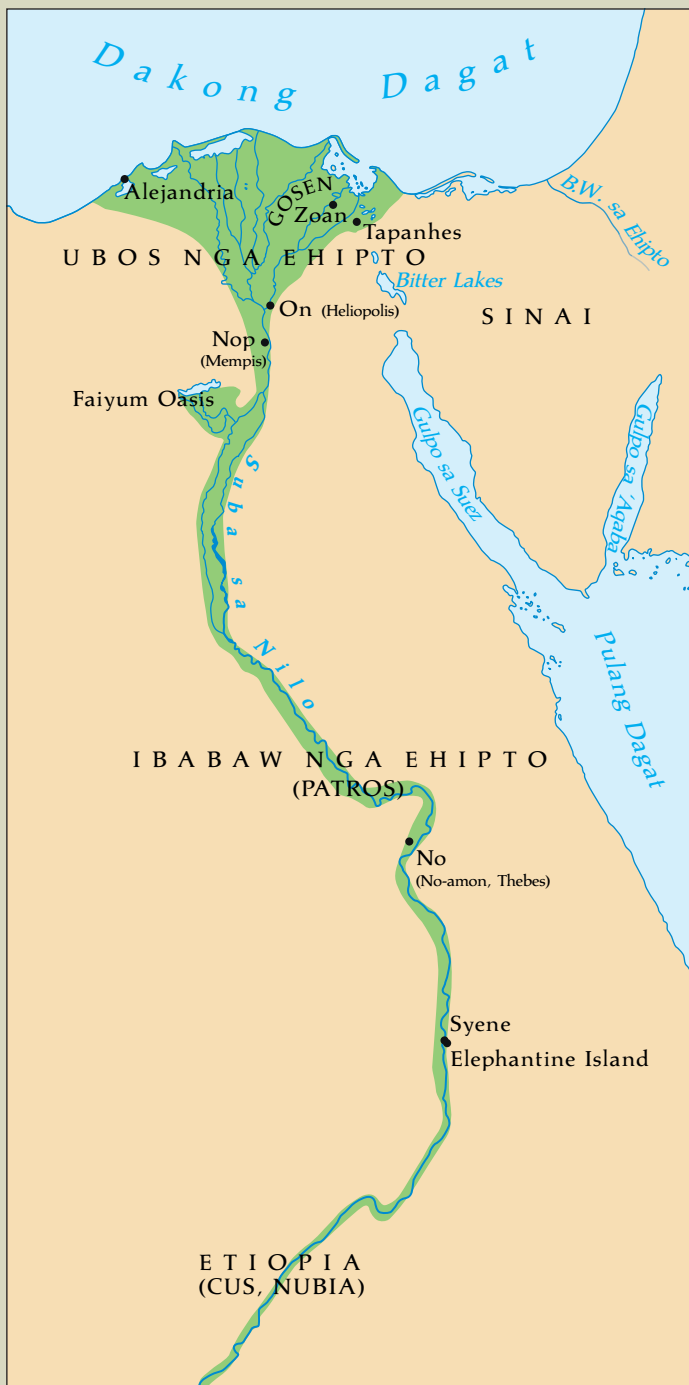 Dakong Dagat
Alejandria
GOSEN
Zoan
Tapanhes
B.W. sa Ehipto
UBOS NGA EHIPTO
Bitter Lakes
On (Heliopolis)
SINAI
Nop
(Mempis)
Faiyum Oasis
Gulpo sa Suez
Gulpo sa ʼAqaba
Suba sa Nilo
Pulang Dagat
IBABAW NGA EHIPTO
(PATROS)
No
(No-amon, Thebes)
Syene
Elephantine Island
ETIOPIA
(CUS, NUBIA)